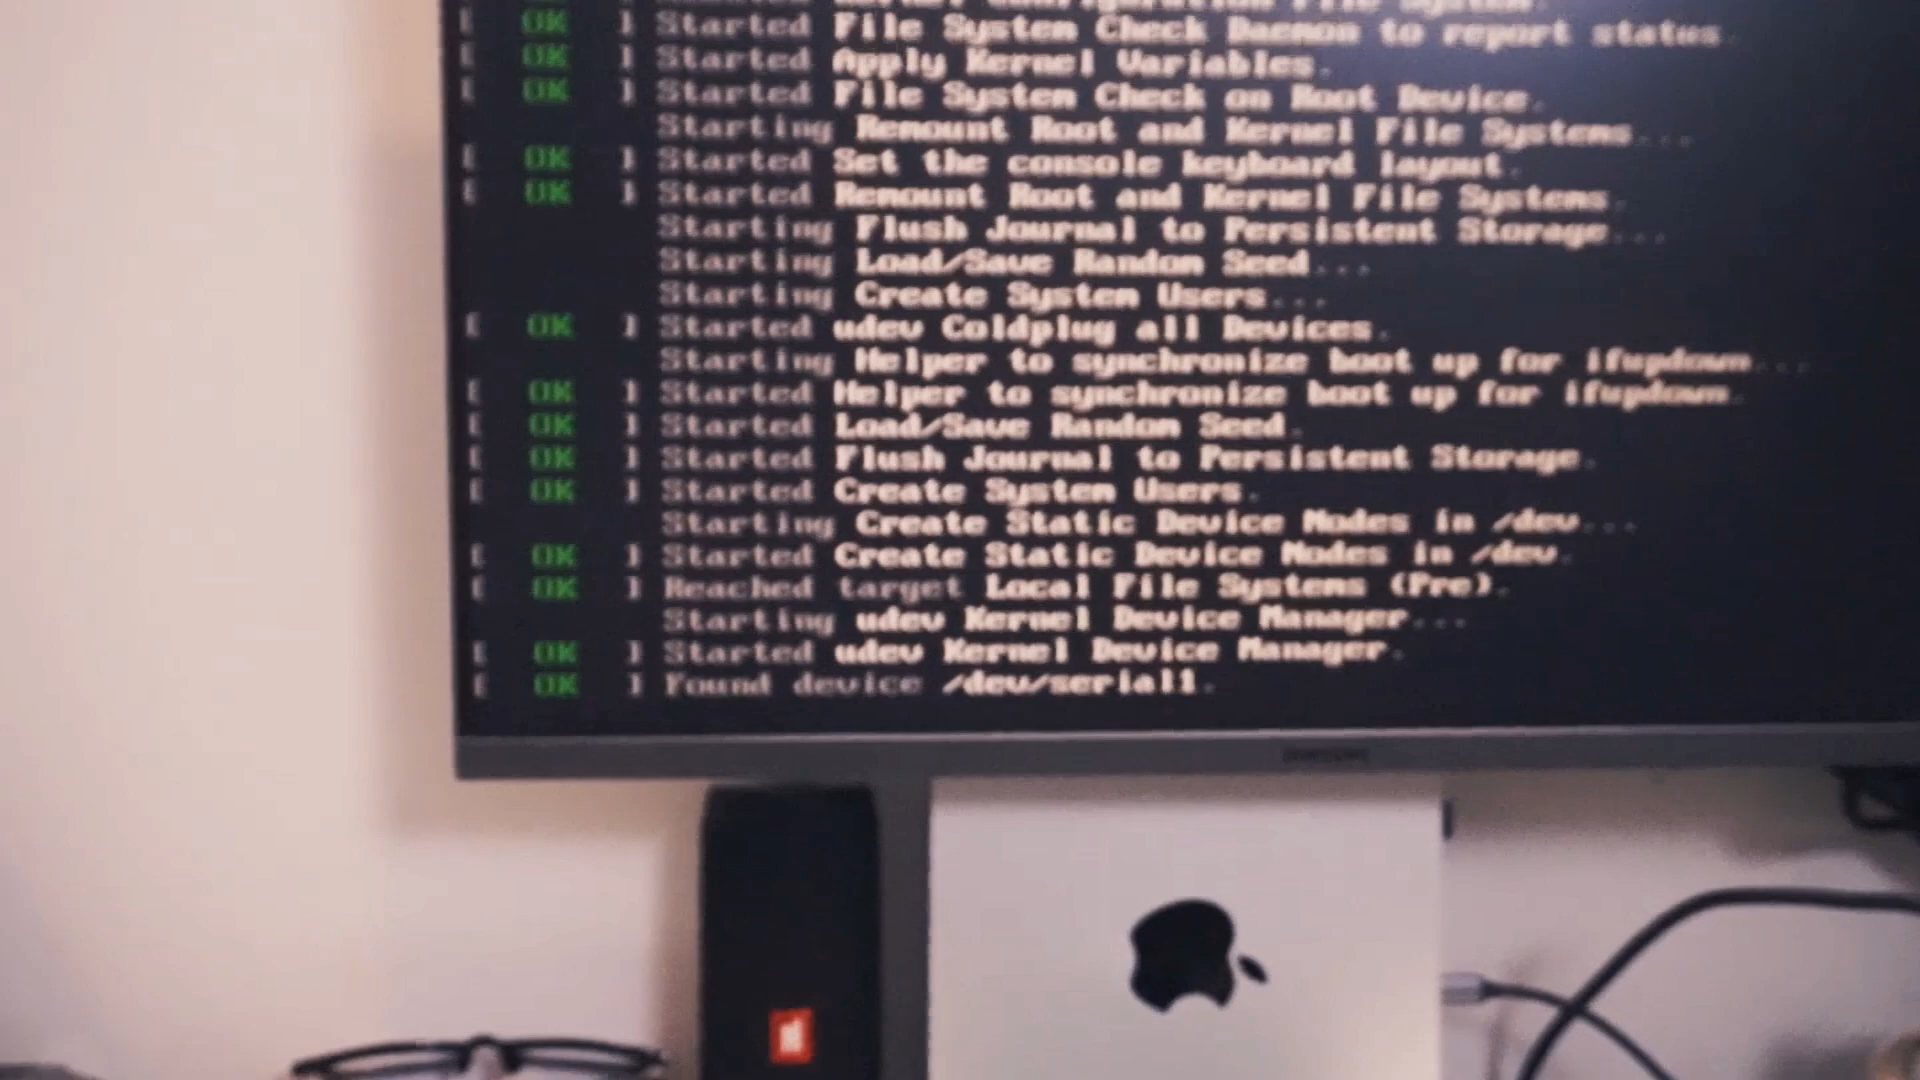 Kernel Configuration File System.
[ OK ] Started File System Check Daemon to report status.
[ OK ] Started Apply Kernel Variables.
[ OK ] Started File System Check on Root Device.
Starting Remount Root and Kernel File Systems...
[ OK ] Started Set the console keyboard layout.
[ OK ] Started Remount Root and Kernel File Systems.
Starting Flush Journal to Persistent Storage...
Starting Load/Save Random Seed...
Starting Create System Users...
[ OK ] Started udev Coldplug all Devices.
Starting Helper to synchronize boot up for ifupdown...
[ OK ] Started Helper to synchronize boot up for ifupdown.
[ OK ] Started Load/Save Random Seed.
[ OK ] Started Flush Journal to Persistent Storage.
[ OK ] Started Create System Users.
Starting Create Static Device Nodes in /dev...
[ OK ] Started Create Static Device Nodes in /dev.
[ OK ] Reached target Local File Systems (Pre).
Starting udev Kernel Device Manager...
[ OK ] Started udev Kernel Device Manager.
[ OK ] Found device /dev/serial1.